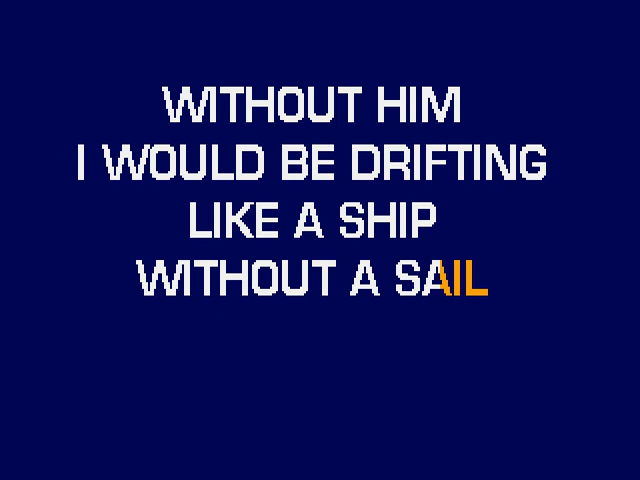 WITHOUT HIM
I WOULD BE DRIFTING
LIKE A SHIP
WITHOUT A SAIL